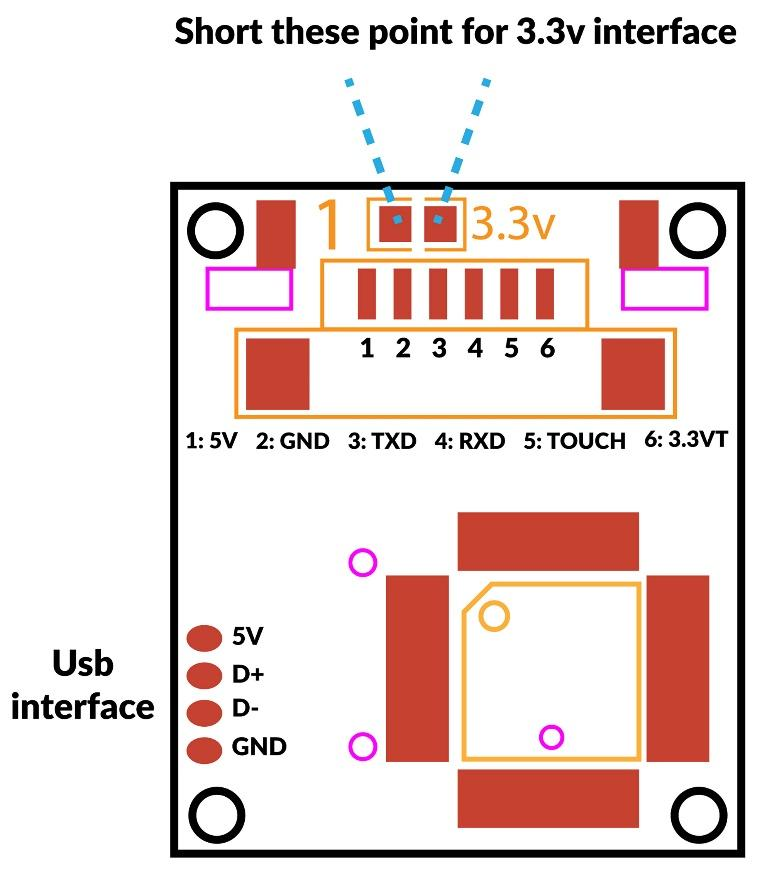 Short these point for 3.3v interface
1 3.3v
1 2 3 4 5 6
1: 5V 2: GND 3: TXD 4: RXD 5: TOUCH 6: 3.3VT
5V
D+
D-
GND
Usb
interface